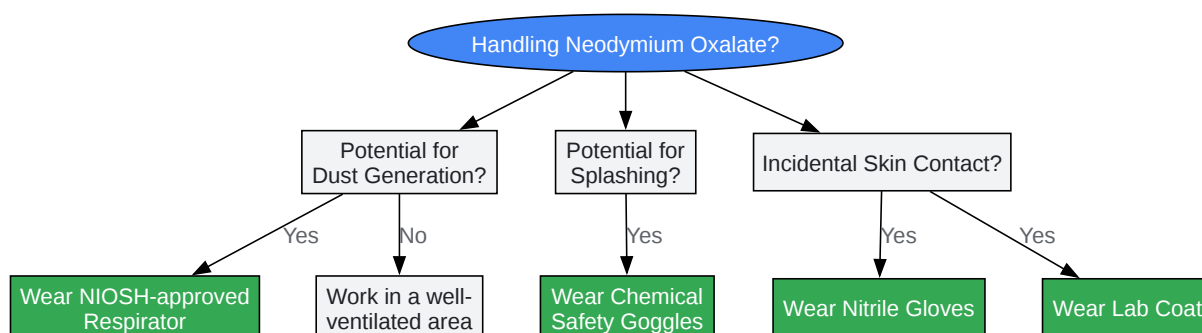 Handling Neodymium Oxalate?
Potential for
Dust Generation?
Potential for
Splashing?
Incidental Skin Contact?
Yes
No
Yes
Yes
Yes
Wear NIOSH-approved
Respirator
Work in a well-
ventilated area
Wear Chemical
Safety Goggles
Wear Nitrile Gloves
Wear Lab Coat